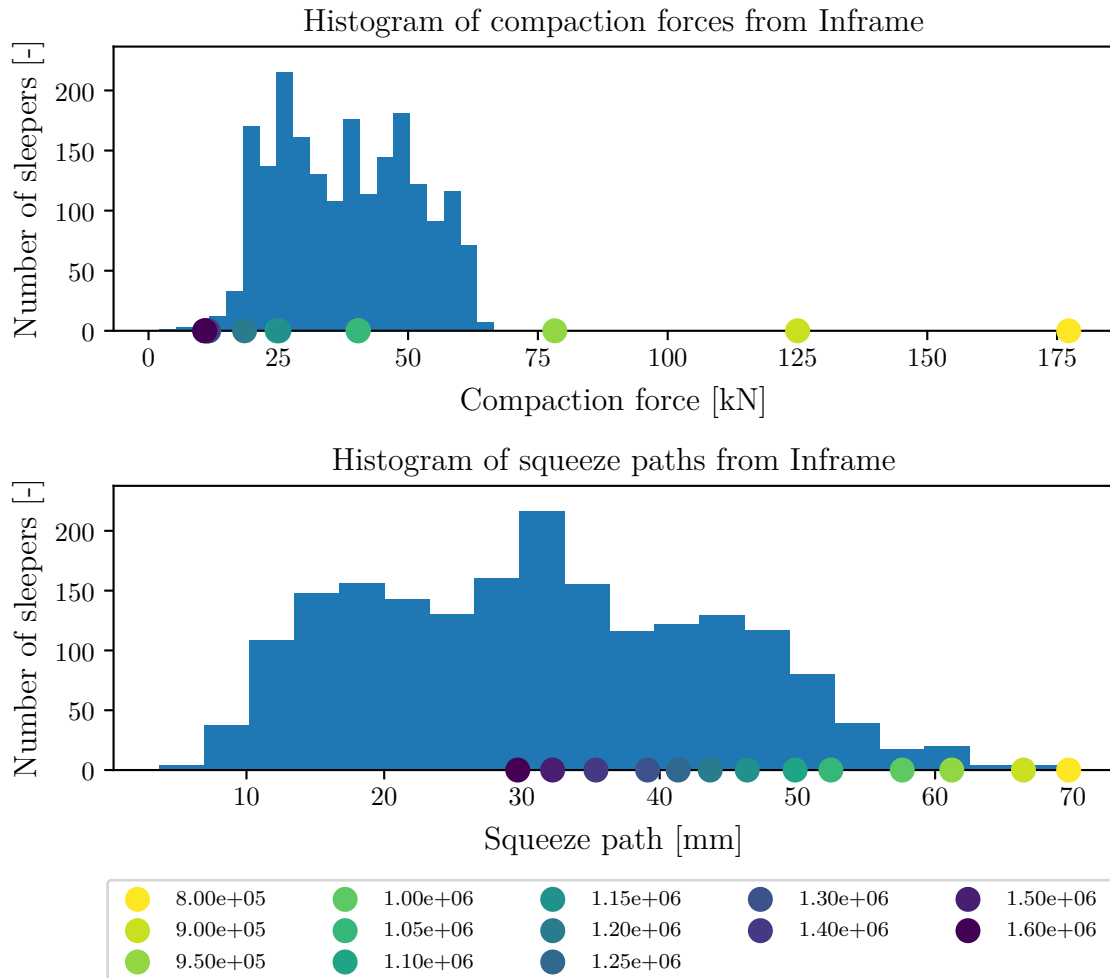 Histogram of compaction forces from Inframe
Number of sleepers [-]
200
150
100
50
0
0 25 50 75 100 125 150 175
Compaction force [kN]
Histogram of squeeze paths from Inframe
Number of sleepers [-]
200
150
100
50
0
10 20 30 40 50 60 70
Squeeze path [mm]
8.00e+05 1.00e+06 1.15e+06 1.30e+06 1.50e+06
9.00e+05 1.05e+06 1.20e+06 1.40e+06 1.60e+06
9.50e+05 1.10e+06 1.25e+06